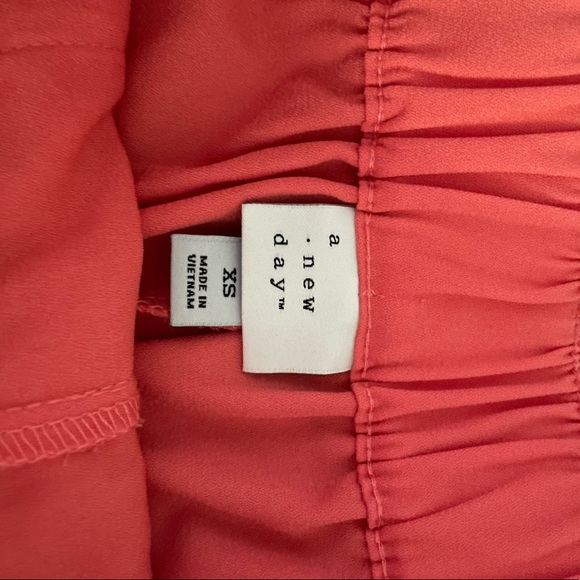 a
· new
day™
XS
MADE IN
VIETNAM